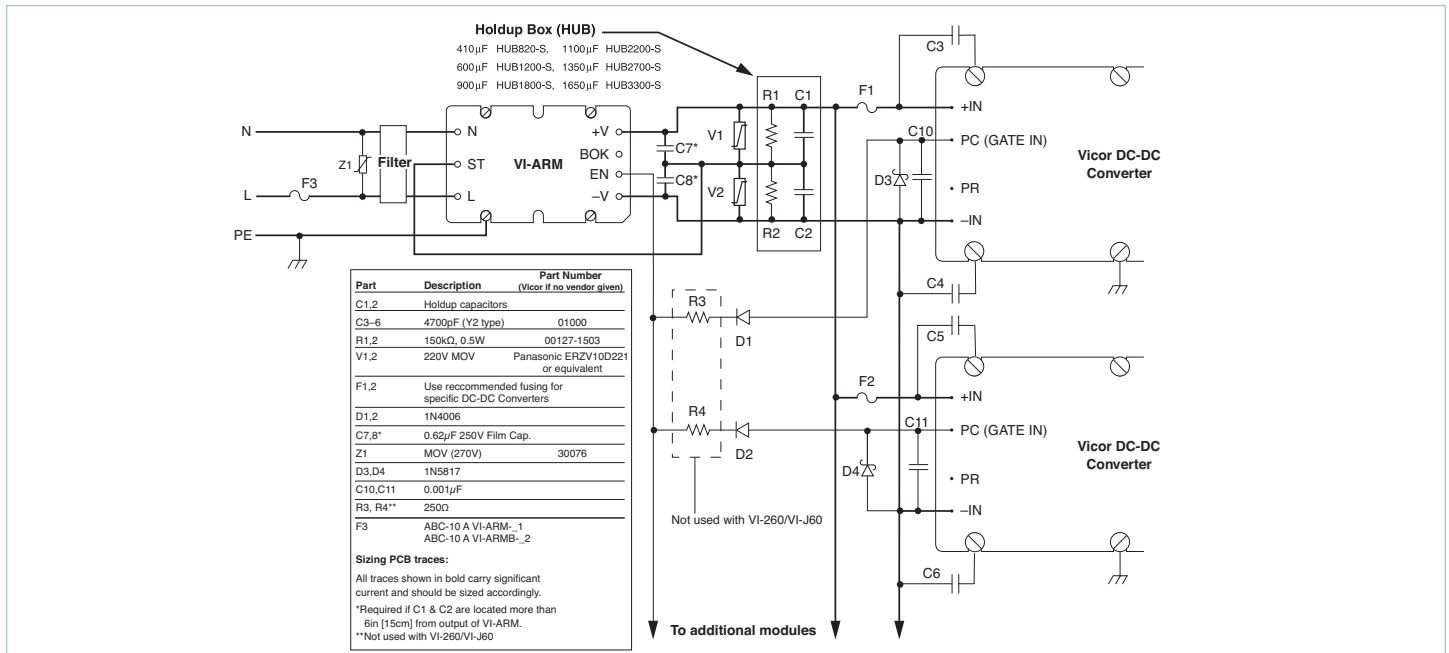 Holdup Box (HUB)
410µF HUB820-S, 1100µF HUB2200-S
600µF HUB1200-S, 1350µF HUB2700-S
900µF HUB1800-S, 1650µF HUB3300-S
N
Z1
Filter
F3
L
PE
N
ST
L
VI-ARM
+V
BOK
EN
–V
C7*
C8*
V1
V2
R1
C1
R2
C2
F1
C3
+IN
C10
PC (GATE IN)
D3
PR
–IN
Vicor DC-DC
Converter
C4
R3
D1
C5
F2
+IN
R4
D2
C11
PC (GATE IN)
D4
PR
–IN
Vicor DC-DC
Converter
C6
Not used with VI-260/VI-J60
To additional modules
Part Description Part Number
(Vicor if no vendor given)
C1,2 Holdup capacitors
C3–6 4700pF (Y2 type) 01000
R1,2 150kΩ, 0.5W 00127-1503
V1,2 220V MOV Panasonic ERZV10D221
or equivalent
F1,2 Use reccommended fusing for
specific DC-DC Converters
D1,2 1N4006
C7,8* 0.62µF 250V Film Cap.
Z1 MOV (270V) 30076
D3,D4 1N5817
C10,C11 0.001µF
R3, R4** 250Ω
F3 ABC-10 A VI-ARM-_1
ABC-10 A VI-ARMB-_2
Sizing PCB traces:
All traces shown in bold carry significant
current and should be sized accordingly.
*Required if C1 & C2 are located more than
6in [15cm] from output of VI-ARM.
**Not used with VI-260/VI-J60